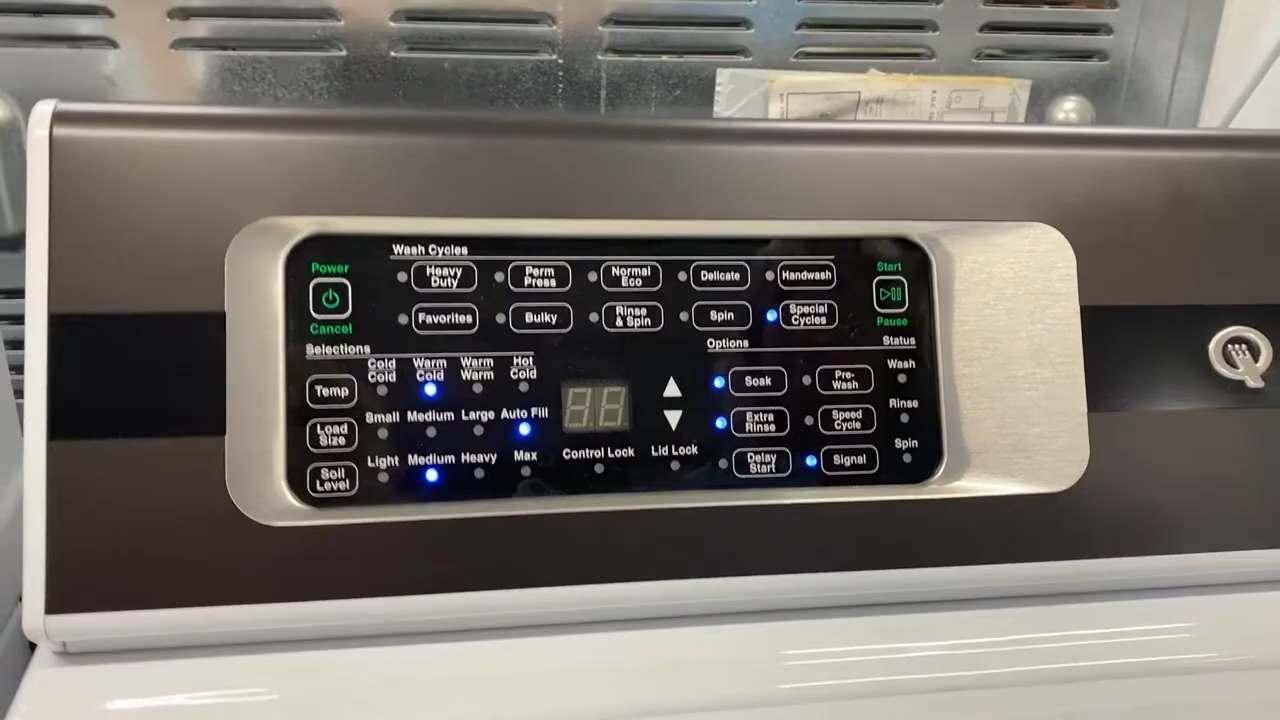 Wash Cycles
Power
Cancel
Heavy
Duty
Perm
Press
Normal
Eco
Delicate
Handwash
Favorites
Bulky
Rinse
& Spin
Spin
Special
Cycles
Start
Pause
Selections
Temp
Cold
Cold
Warm
Cold
Warm
Warm
Hot
Cold
Load
Size
Small
Medium
Large
Auto Fill
Soil
Level
Light
Medium
Heavy
Max
88
Control Lock
Lid Lock
Options
Soak
Pre-
Wash
Extra
Rinse
Speed
Cycle
Delay
Start
Signal
Status
Wash
Rinse
Spin
Q